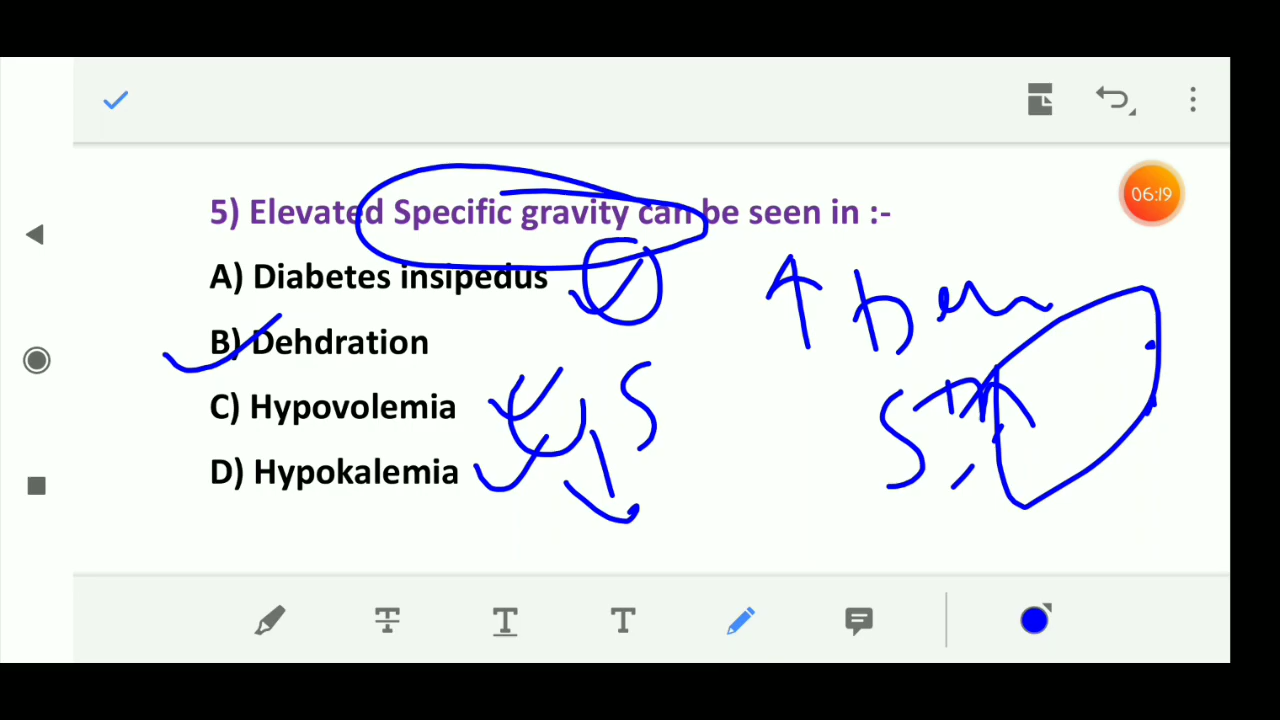 06:19
5) Elevated Specific gravity can be seen in :-
A) Diabetes insipedus
B) Dehdration
C) Hypovolemia
D) Hypokalemia